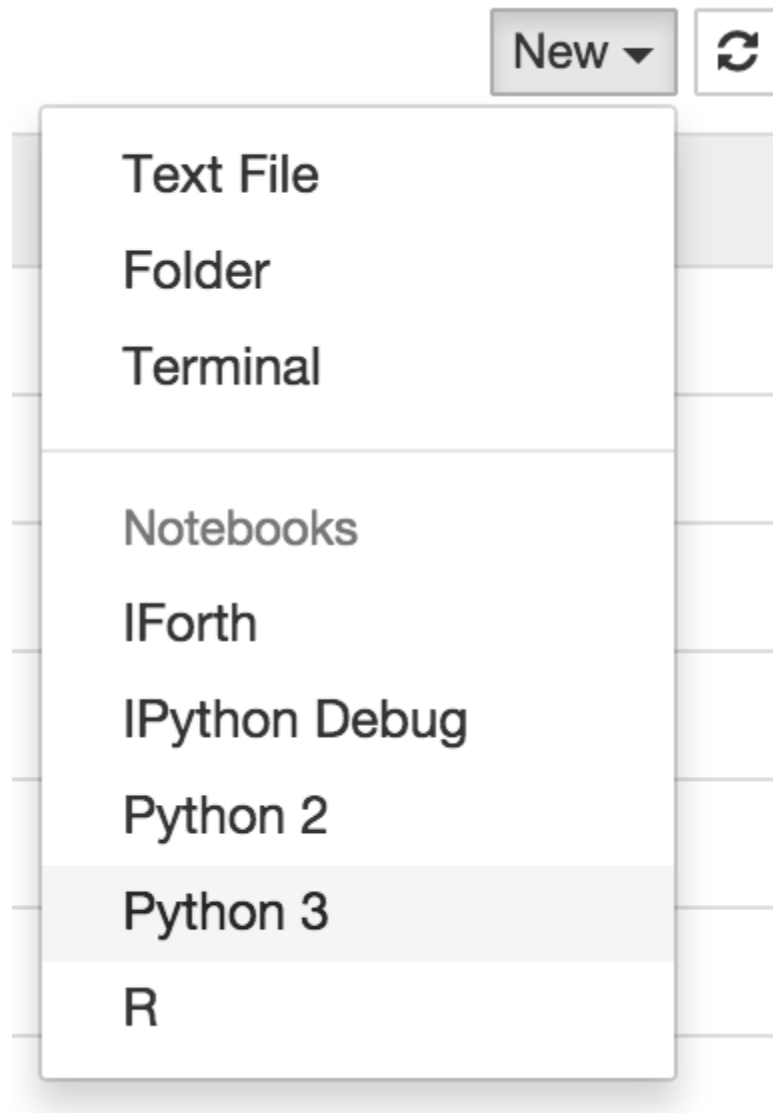 New
Text File
Folder
Terminal
Notebooks
IForth
IPython Debug
Python 2
Python 3
R